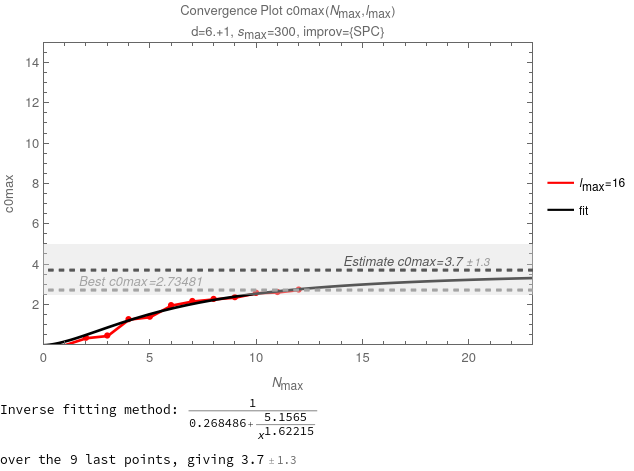 Convergence Plot c0max(Nmax,lmax)
d=6.+1, smax=300, improv={SPC}
14
12
10
8
6
4
2
c0max
Estimate c0max=3.7 ±1.3
Best c0max=2.73481
0 5 10 15 20
Nmax
lmax=16
fit
Inverse fitting method: 1
0.268486+ 5.1565
x1.62215
over the 9 last points, giving 3.7 ±1.3